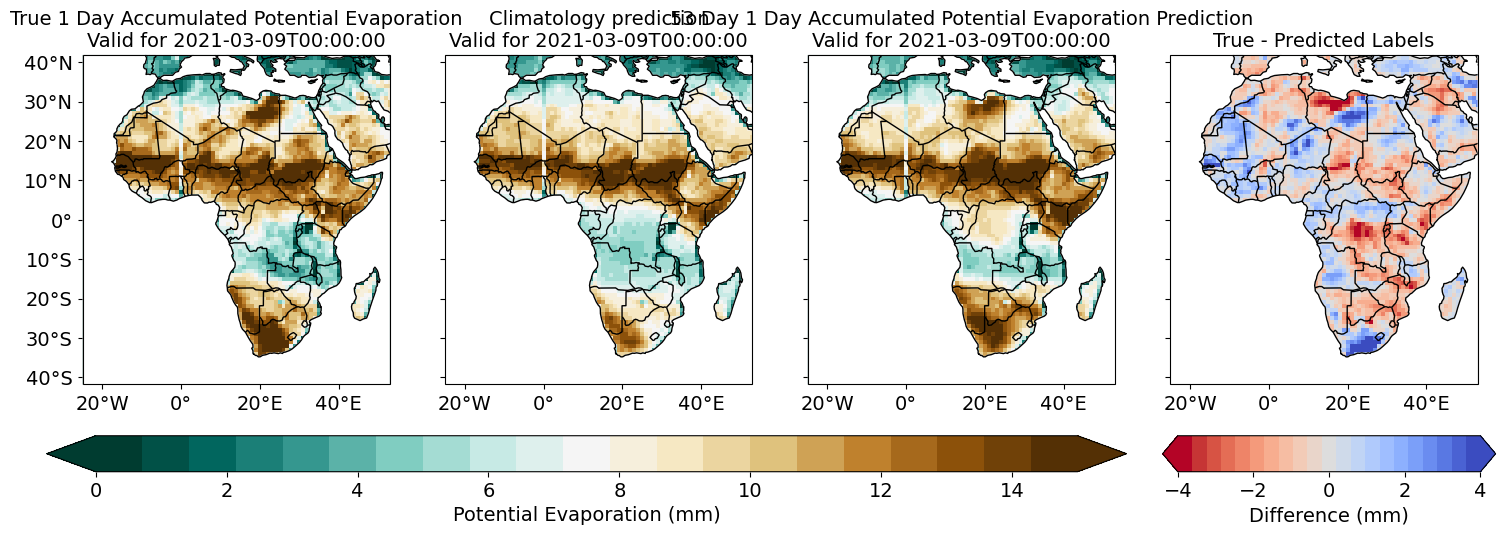 True 1 Day Accumulated Potential Evaporation
Valid for 2021-03-09T00:00:00
Climatology prediction
Valid for 2021-03-09T00:00:00
53 Day 1 Day Accumulated Potential Evaporation Prediction
Valid for 2021-03-09T00:00:00
True - Predicted Labels
40°N
30°N
20°N
10°N
0°
10°S
20°S
30°S
40°S
20°W 0° 20°E 40°E
20°W 0° 20°E 40°E
20°W 0° 20°E 40°E
20°W 0° 20°E 40°E
0 2 4 6 8 10 12 14
Potential Evaporation (mm)
−4 −2 0 2 4
Difference (mm)